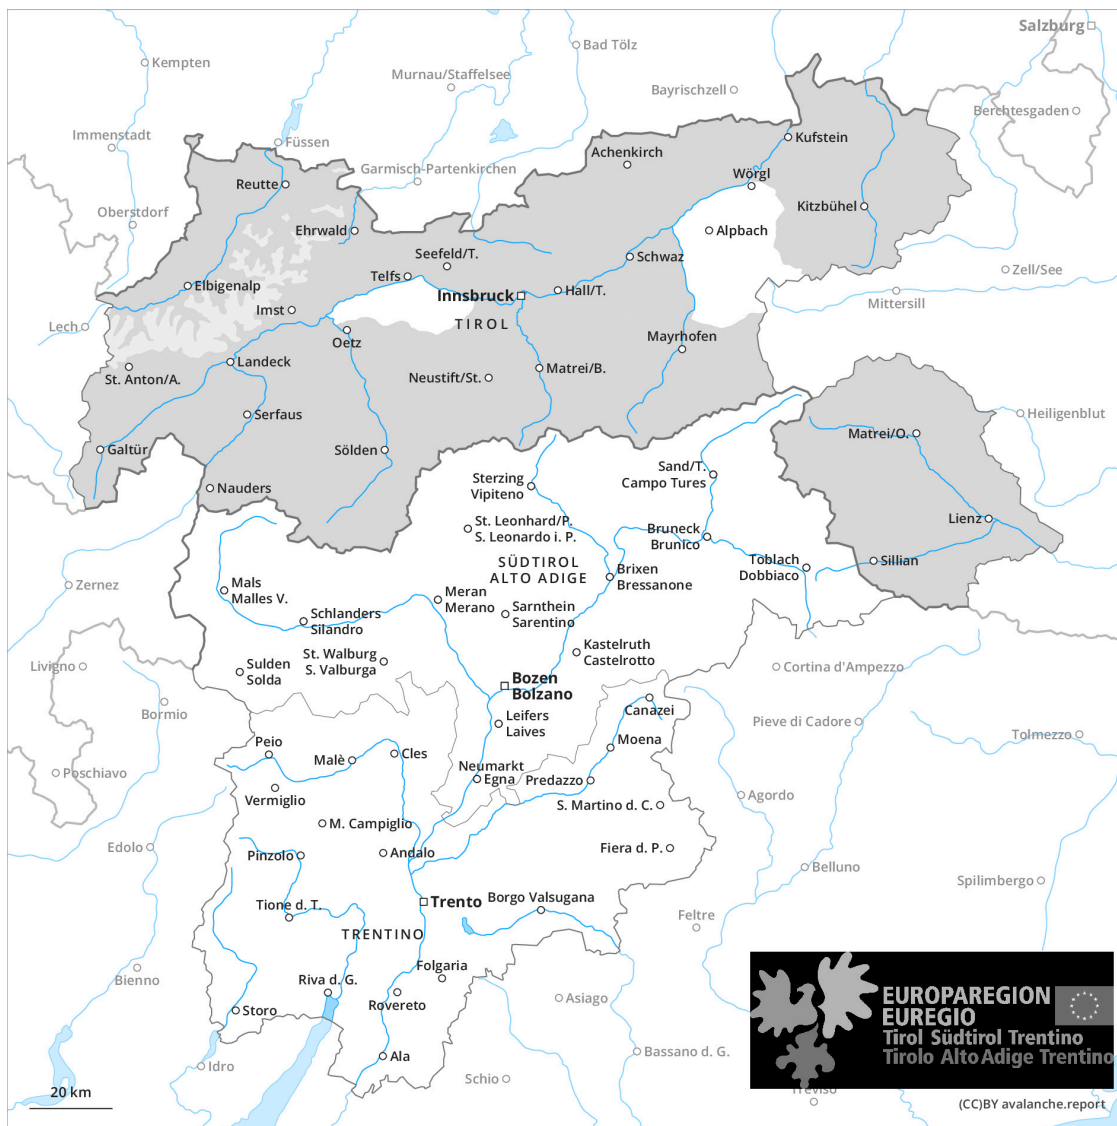 Salzburg
Bad Tölz
Kempten
Murnau/Staffelsee
Bayrischzell
Berchtesgaden
Immenstadt
Füssen
Kufstein
Achenkirch
Garmisch-Partenkirchen
Wörgl
Reutte
Kitzbühel
Oberstdorf
Ehrwald
Alpbach
Seefeld/T.
Schwaz
Telfs
Zell/See
Elbigenalp
Innsbruck
Hall/T.
Mittersill
Imst
TIROL
Lech
Oetz
Mayrhofen
Landeck
Matrei/B.
St. Anton/A.
Neustift/St.
Serfaus
Heiligenblut
Matrei/O.
Galtür
Sölden
Sterzing
Vipiteno
Sand/T.
Campo Tures
Nauders
St. Leonhard/P.
S. Leonardo i. P.
Lienz
Bruneck
Brunico
SÜDTIROL
ALTO ADIGE
Toblach
Dobbiaco
Sillian
Brixen
Bressanone
Zernez
Mals
Malles V.
Meran
Merano
Schlanders
Silandro
Sarnthein
Sarentino
St. Walburg
S. Valburga
Kastelruth
Castelrotto
Livigno
Sulden
Solda
Cortina d'Ampezzo
Bozen
Bolzano
Canazei
Bormio
Leifers
Laives
Pieve di Cadore
Tolmezzo
Peio
Malè
Cles
Moena
Neumarkt
Egna
Predazzo
Poschiavo
Vermiglio
S. Martino d. C.
Agordo
M. Campiglio
Edolo
Pinzolo
Andalo
Fiera d. P.
Belluno
Spilimbergo
Tione d. T.
Trento
Borgo Valsugana
Feltre
TRENTINO
Bienno
Folgaria
Riva d. G.
Rovereto
Asiago
Storo
EUROPAREGION
EUREGIO
Tirol Südtirol Trentino
Tirolo Alto Adige Trentino
Ala
Bassano d. G.
Idro
Schio
Treviso
20 km
(CC)BY avalanche.report